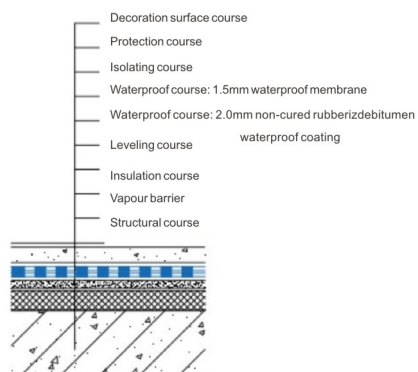 Decoration surface course
Protection course
Isolating course
Waterproof course: 1.5mm waterproof membrane
Waterproof course: 2.0mm non-cured rubberizdebitumen
waterproof coating
Leveling course
Insulation course
Vapour barrier
Structural course